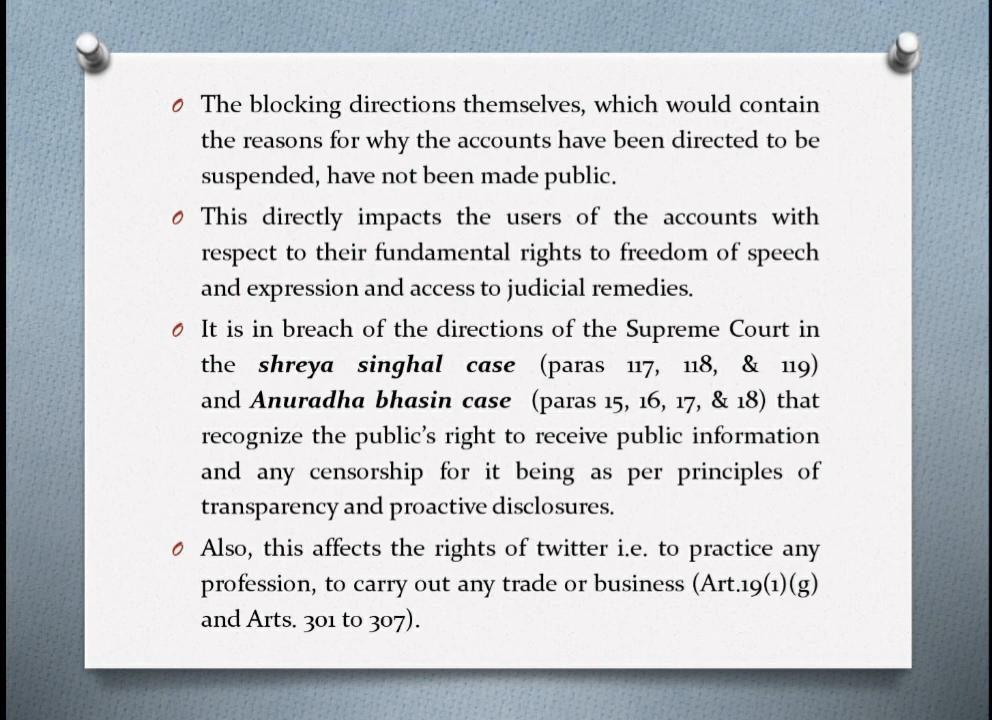 The blocking directions themselves, which would contain
the reasons for why the accounts have been directed to be
suspended, have not been made public.
This directly impacts the users of the accounts with
respect to their fundamental rights to freedom of speech
and expression and access to judicial remedies.
It is in breach of the directions of the Supreme Court in
the shreya singhal case (paras 117, 118, & 119)
and Anuradha bhasin case (paras 15, 16, 17, & 18) that
recognize the public's right to receive public information
and any censorship for it being as per principles of
transparency and proactive disclosures.
Also, this affects the rights of twitter i.e. to practice any
profession, to carry out any trade or business (Art.19(1)(g)
and Arts. 301 to 307).